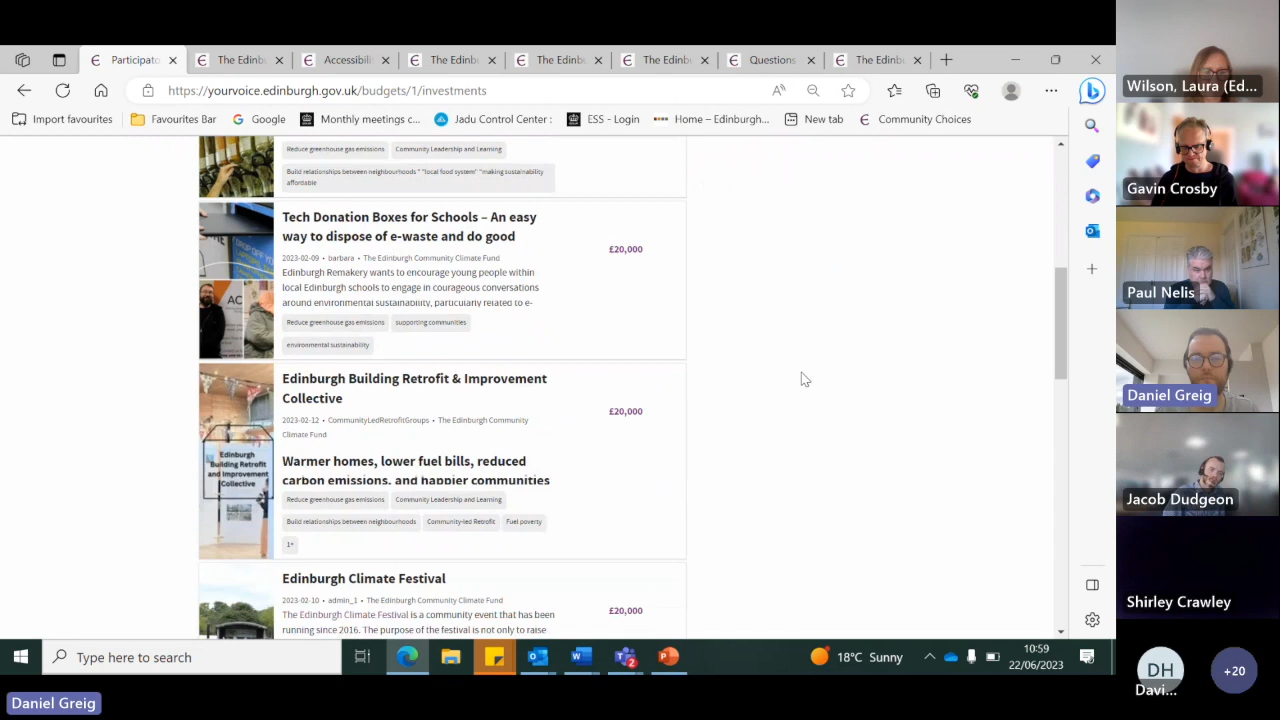 Participato
The Edinb
Accessibili
The Edinb
The Edinb
The Edinb
Questions
The Edinb
https://yourvoice.edinburgh.gov.uk/budgets/1/investments
Import favourites
Favourites Bar
Google
Monthly meetings c...
Jadu Control Center :
ESS - Login
Home – Edinburgh...
New tab
Community Choices
Reduce greenhouse gas emissions
Community Leadership and Learning
Build relationships between neighbourhoods " "local food system" "making sustainability
affordable
Tech Donation Boxes for Schools – An easy
way to dispose of e-waste and do good
£20,000
2023-02-09 • barbara • The Edinburgh Community Climate Fund
Edinburgh Remakery wants to encourage young people within
local Edinburgh schools to engage in courageous conversations
around environmental sustainability, particularly related to e-
Reduce greenhouse gas emissions
supporting communities
environmental sustainability
Edinburgh Building Retrofit & Improvement
Collective
£20,000
2023-02-12 • CommunityLedRetrofitGroups • The Edinburgh Community
Climate Fund
Edinburgh
Building Retrofit
and Improvement
Collective
Warmer homes, lower fuel bills, reduced
carbon emissions, and happier communities
Reduce greenhouse gas emissions
Community Leadership and Learning
Build relationships between neighbourhoods
Community-led Retrofit
Fuel poverty
1+
Edinburgh Climate Festival
2023-02-10 • admin_1 • The Edinburgh Community Climate Fund
£20,000
The Edinburgh Climate Festival is a community event that has been
running since 2016. The purpose of the festival is not only to raise
Type here to search
2
18°C Sunny
10:59
22/06/2023
Daniel Greig
Wilson, Laura (Ed...
Gavin Crosby
Paul Nelis
Daniel Greig
Jacob Dudgeon
Shirley Crawley
DH
Davi...
+20